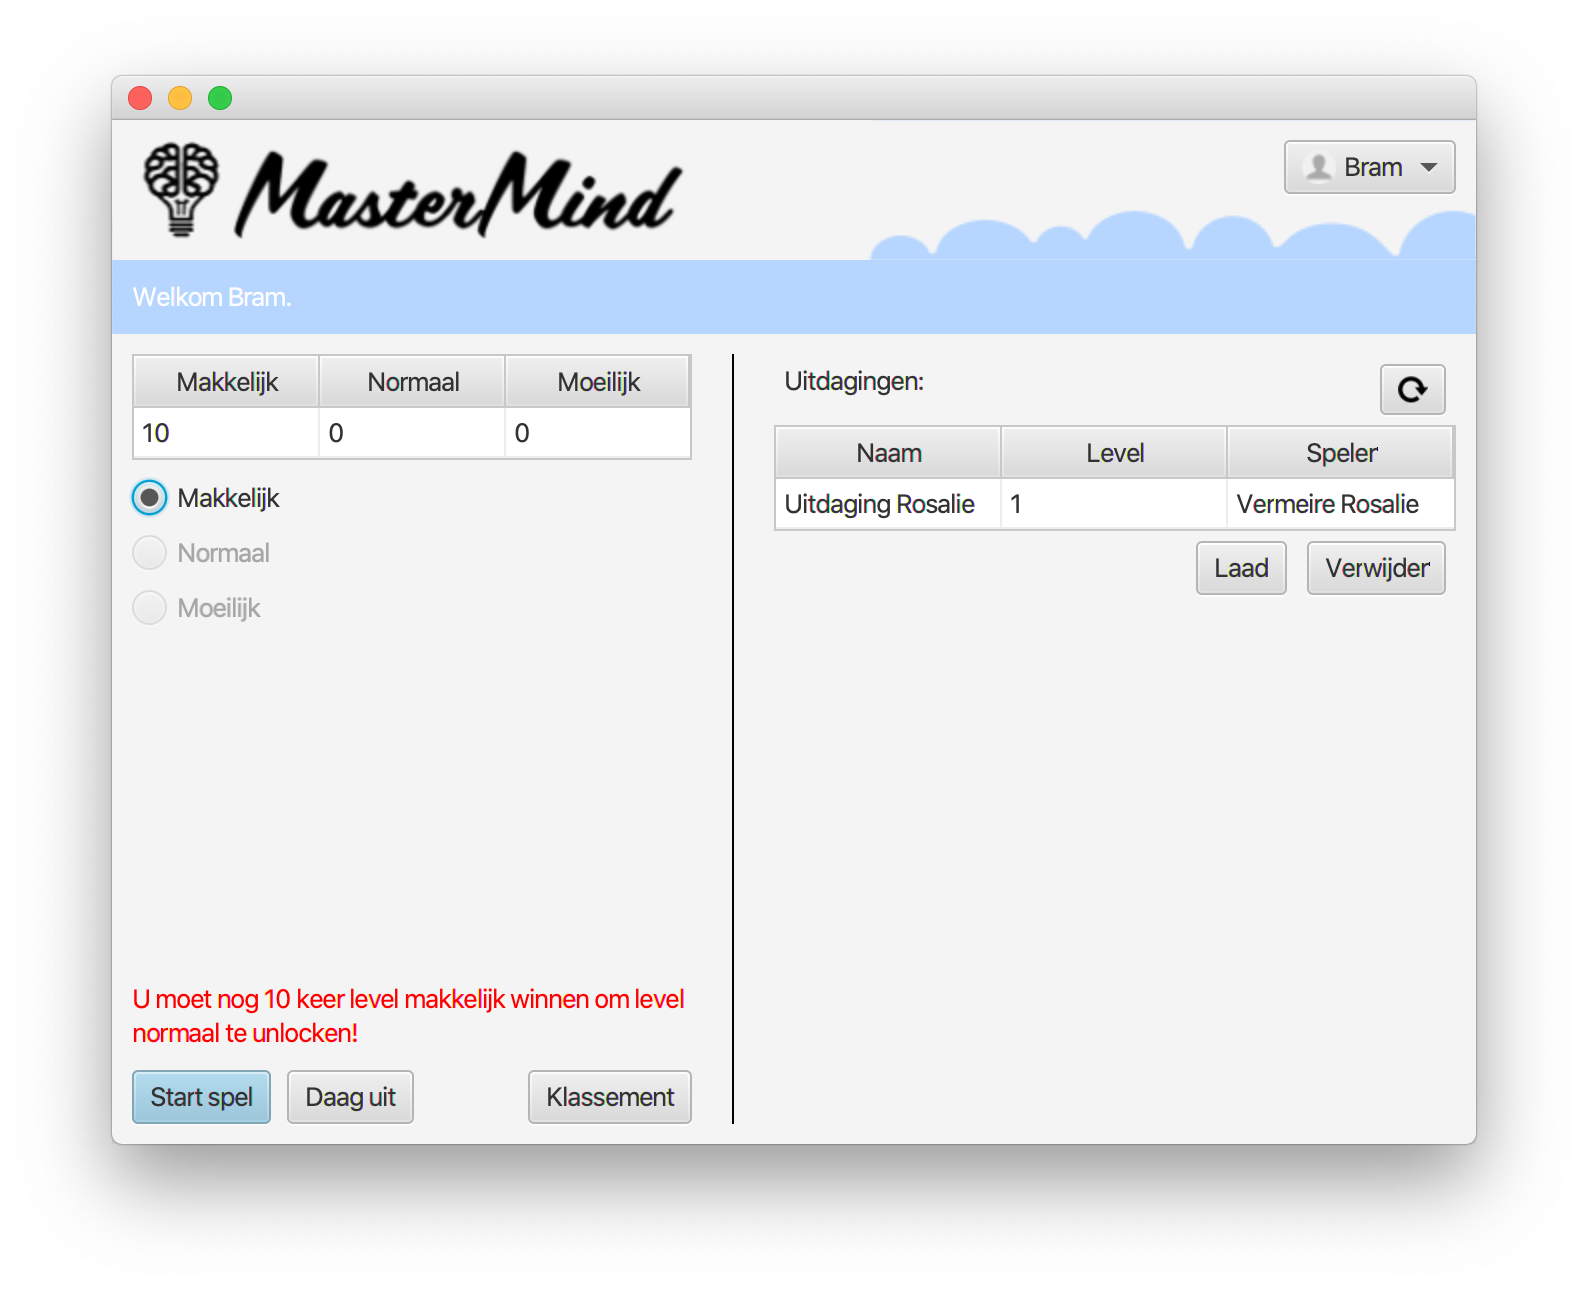 MasterMind
Bram
Welkom Bram.
Makkelijk Normaal Moeilijk
10 0 0
Makkelijk
Normaal
Moeilijk
U moet nog 10 keer level makkelijk winnen om level
normaal te unlocken!
Start spel Daag uit Klassement
Uitdagingen:
Naam Level Speler
Uitdaging Rosalie 1 Vermeire Rosalie
Laad Verwijder